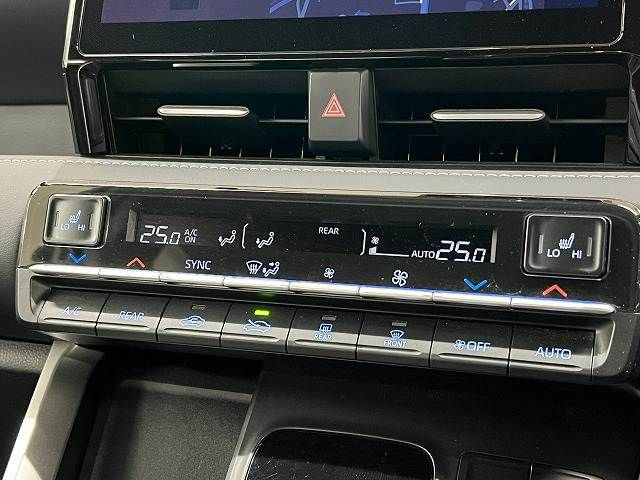 LO HI
25.0 A/C ON
REAR
AUTO 25.0
LO HI
SYNC
A/C
REAR
REAR
FRONT
OFF
AUTO